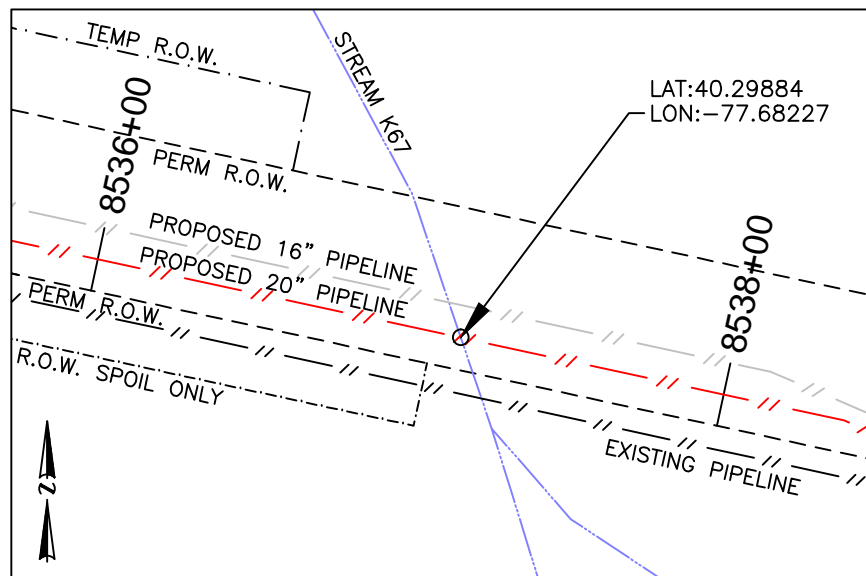 TEMP R.O.W.
STREAM K67
LAT:40.29884
LON:-77.68227
8536+00
PERM R.O.W.
PROPOSED 16" PIPELINE
PROPOSED 20" PIPELINE
8538+00
PERM R.O.W.
R.O.W. SPOIL ONLY
EXISTING PIPELINE
N